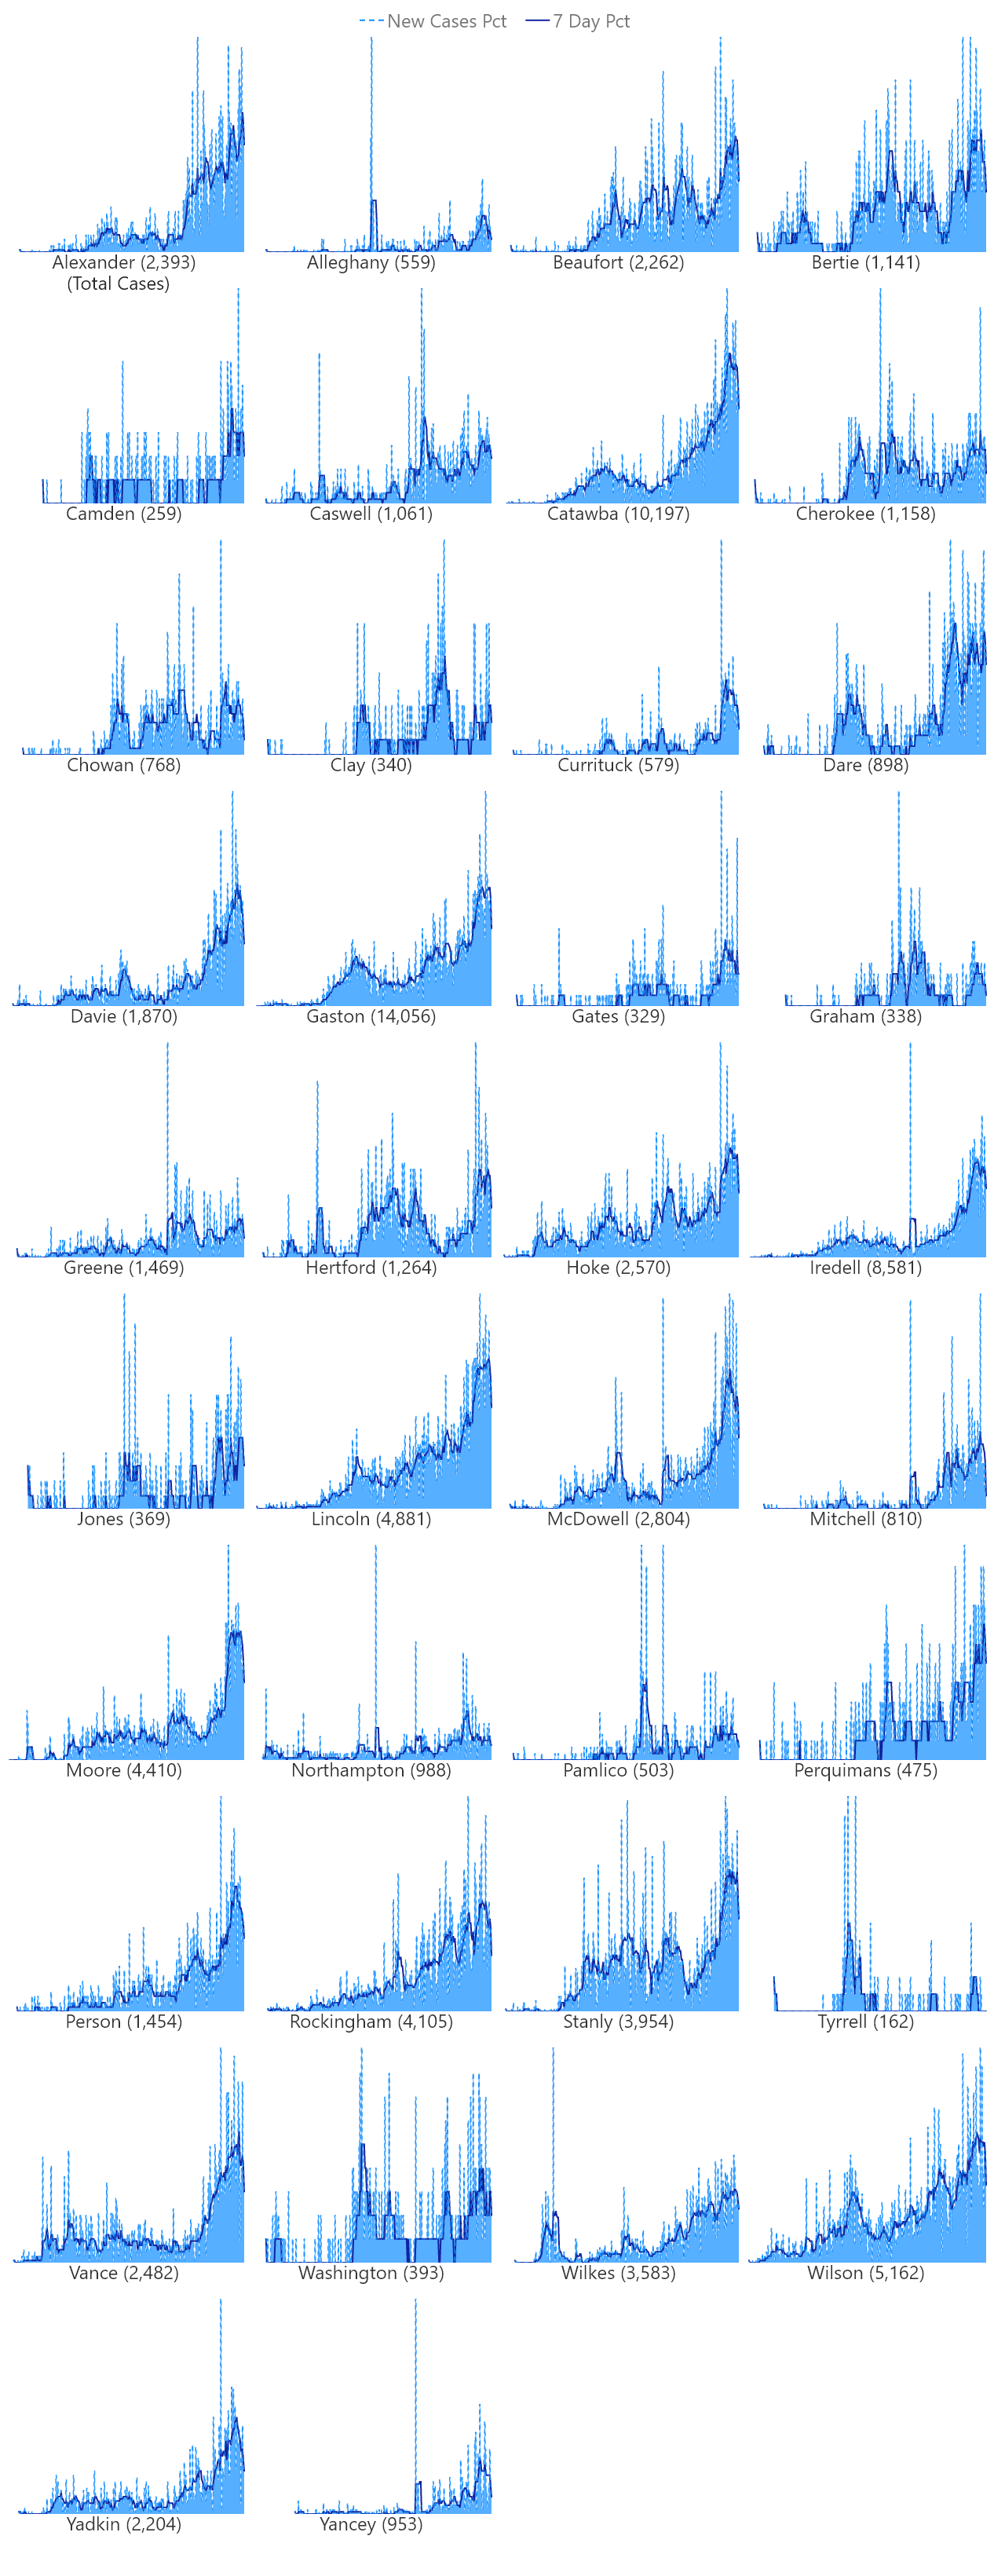 New Cases Pct 7 Day Pct
Alexander (2,393) Alleghany (559) Beaufort (2,262) Bertie (1,141)
(Total Cases)
Camden (259) Caswell (1,061) Catawba (10,197) Cherokee (1,158)
Chowan (768) Clay (340) Currituck (579) Dare (898)
Davie (1,870) Gaston (14,056) Gates (329) Graham (338)
Greene (1,469) Hertford (1,264) Hoke (2,570) Iredell (8,581)
Jones (369) Lincoln (4,881) McDowell (2,804) Mitchell (810)
Moore (4,410) Northampton (988) Pamlico (503) Perquimans (475)
Person (1,454) Rockingham (4,105) Stanly (3,954) Tyrrell (162)
Vance (2,482) Washington (393) Wilkes (3,583) Wilson (5,162)
Yadkin (2,204) Yancey (953)